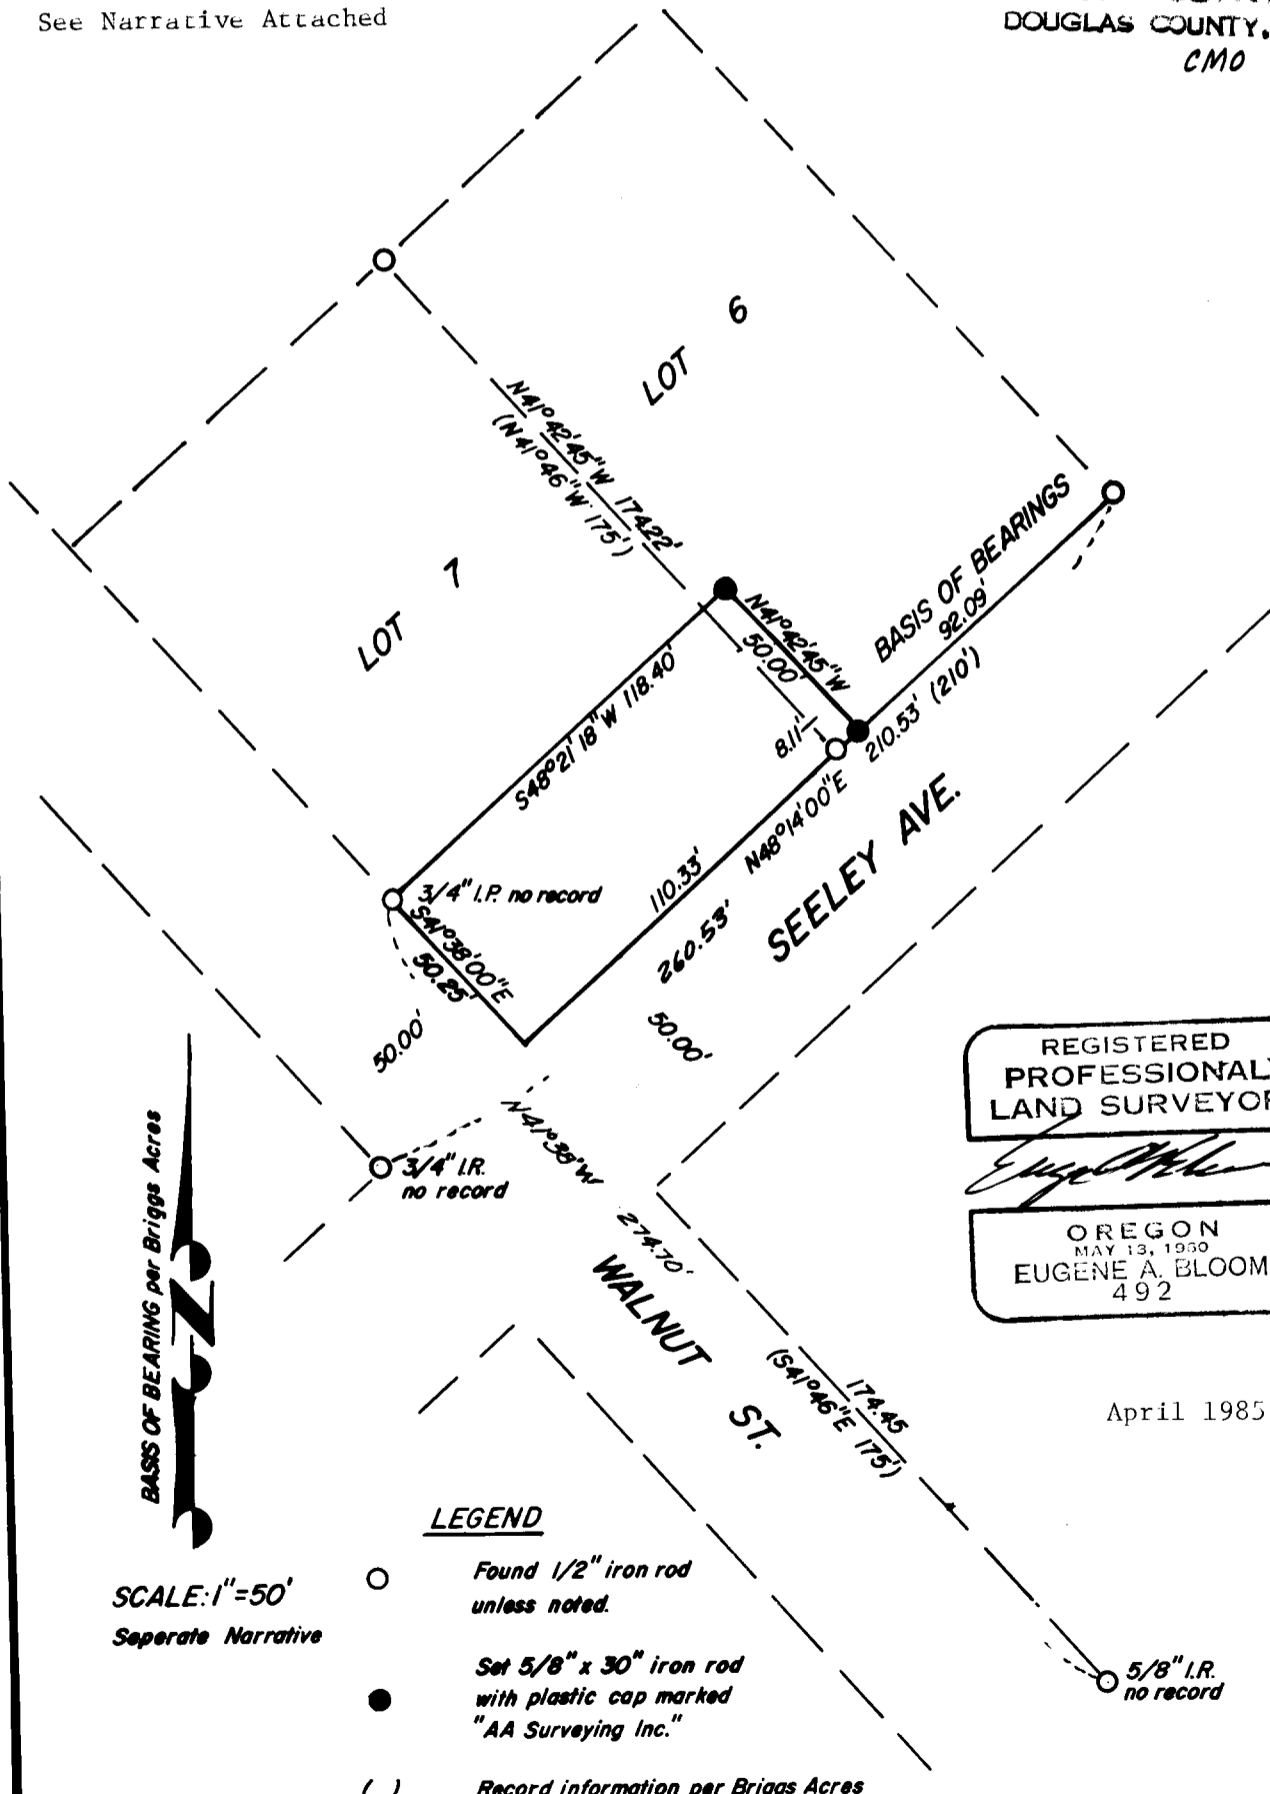 See Narrative Attached
DOUGLAS COUNTY,
CMO
LOT 6
N41°42'45"W 174.22'
(N41°46"W 175')
LOT 7
BASIS OF BEARINGS
92.09'
N41°42'45"W
50.00'
210.53' (210')
8.11'
S48°21'18"W 118.40'
N48°14'00"E
110.33'
260.53'
SEELEY AVE.
3/4" I.P. no record
S41°38'00"E
50.25'
50.00'
50.00'
N41°38'W
274.70'
3/4" I.R.
no record
WALNUT ST.
174.45
(S41°46"E 175')
REGISTERED
PROFESSIONAL
LAND SURVEYOR
OREGON
MAY 13, 1960
EUGENE A. BLOOM
492
April 1985
BASIS OF BEARING per Briggs Acres
SCALE: 1"=50'
Seperate Narrative
LEGEND
Found 1/2" iron rod
unless noted.
Set 5/8" x 30" iron rod
with plastic cap marked
"AA Surveying Inc."
( ) Record information per Briggs Acres
5/8" I.R.
no record